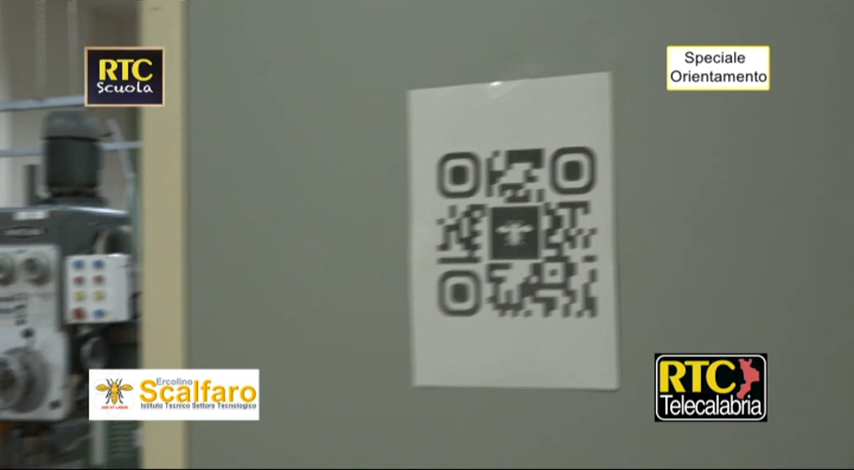 RTC
Scuola
Speciale
Orientamento
Ercolino
Scalfaro
Istituto Tecnico Settore Tecnologico
RTC
Telecalabria